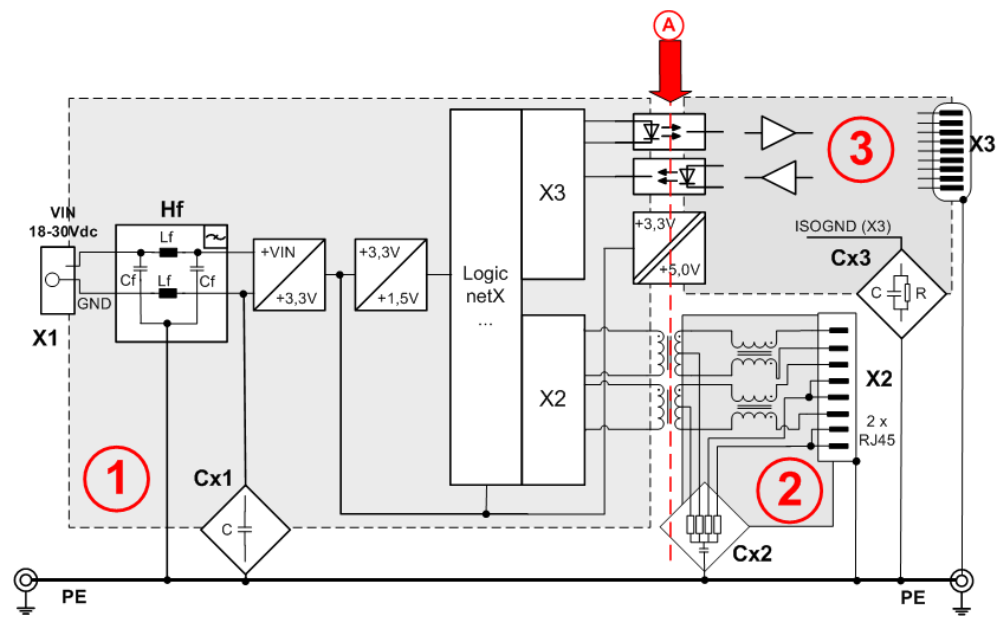 A
X3
3
VIN
18-30Vdc
Hf
Lf
Cf
Lf
Cf
GND
X1
+VIN
+3,3V
+3,3V
+1,5V
Logic
netX
...
X3
+3,3V
+5,0V
ISOGND (X3)
Cx3
C
R
X2
X2
2 x
RJ45
1
Cx1
C
2
Cx2
PE
PE